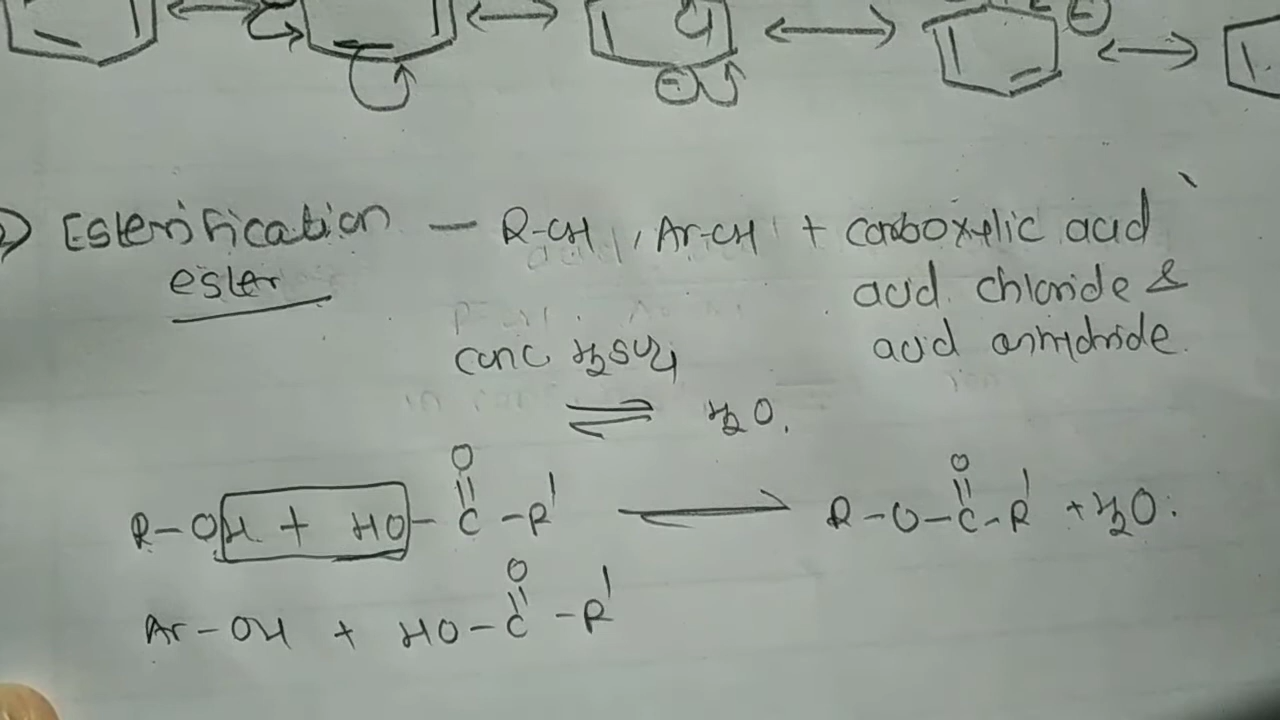 2) Esterification — R-OH, Ar-OH + carboxylic acid
ester
acid chloride &
acid anhydride.
conc H2SO4
⇌ H2O.
R-OH + HO-C(=O)-R' ⇌ R-O-C(=O)-R' + H2O.
Ar-OH + HO-C(=O)-R'